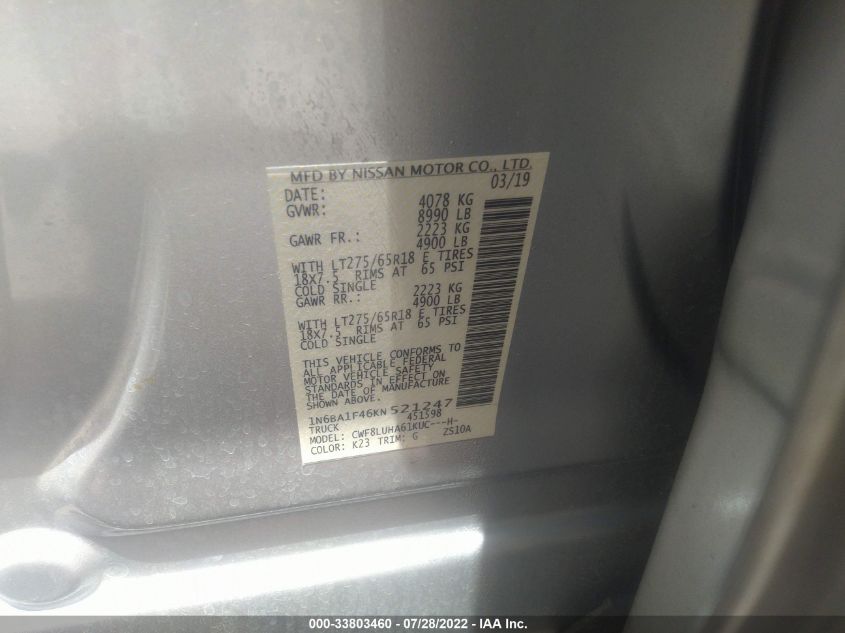 MFD BY NISSAN MOTOR CO., LTD.
DATE: 03/19
GVWR: 4078 KG
8990 LB
GAWR FR.: 2223 KG
4900 LB
WITH LT275/65R18 E TIRES
18X7.5 RIMS AT 65 PSI
COLD SINGLE
GAWR RR.: 2223 KG
4900 LB
WITH LT275/65R18 E TIRES
18X7.5 RIMS AT 65 PSI
COLD SINGLE
THIS VEHICLE CONFORMS TO
ALL APPLICABLE FEDERAL
MOTOR VEHICLE SAFETY
STANDARDS IN EFFECT ON
THE DATE OF MANUFACTURE
SHOWN ABOVE.
1N6BA1F46KN521247
TRUCK 451598
MODEL: CWF8LUHA61KUC---H-
COLOR: K23 TRIM: G ZS10A
000-33803460 - 07/28/2022 - IAA Inc.